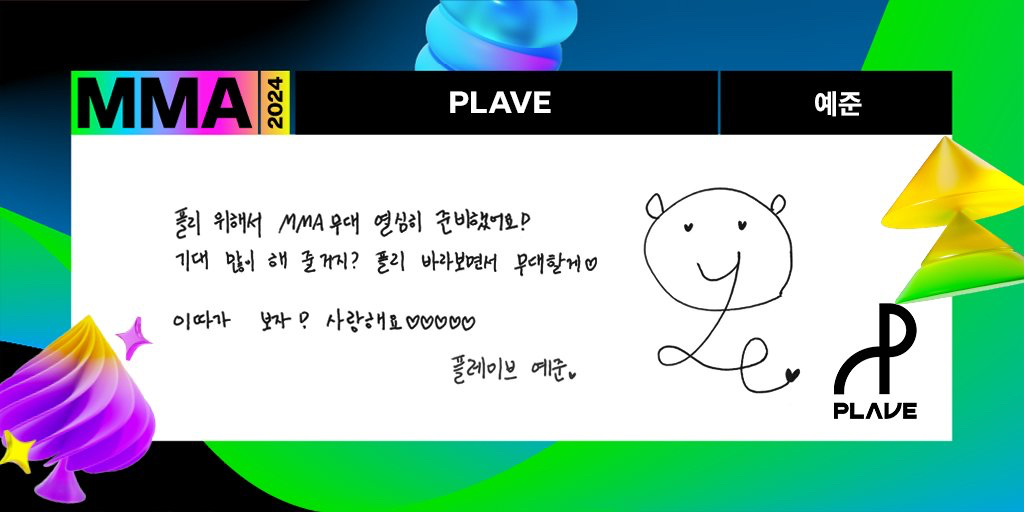 MMA 2024
PLAVE
예준
플리 위해서 MMA 무대 열심히 준비했어요!
기대 많이 해 줄거지? 플리 바라보면서 무대할게♡
이따가 보자! 사랑해요♡♡♡♡♡
플레이브 예준♥
PLAVE